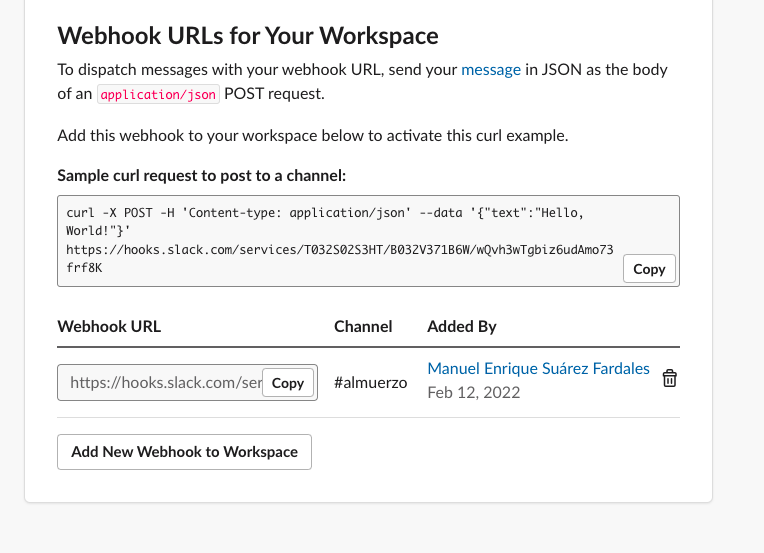 Webhook URLs for Your Workspace
To dispatch messages with your webhook URL, send your message in JSON as the body
of an application/json POST request.
Add this webhook to your workspace below to activate this curl example.
Sample curl request to post to a channel:
curl -X POST -H 'Content-type: application/json' --data '{"text":"Hello,
World!"}'
https://hooks.slack.com/services/T032S02S3HT/B032V371B6W/wQvh3wTgbiz6udAmo73
frf8K
Copy
Webhook URL Channel Added By
https://hooks.slack.com/ser Copy #almuerzo Manuel Enrique Suárez Fardales
Feb 12, 2022
Add New Webhook to Workspace